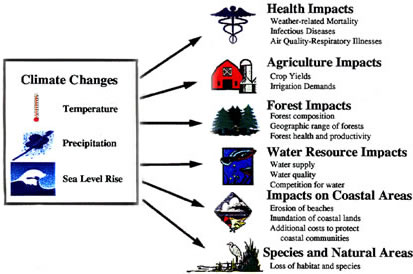 Climate Changes
Temperature
Precipitation
Sea Level Rise
Health Impacts
Weather-related Mortality
Infectious Diseases
Air Quality-Respiratory Illnesses
Agriculture Impacts
Crop Yields
Irrigation Demands
Forest Impacts
Forest composition
Geographic range of forests
Forest health and productivity
Water Resource Impacts
Water supply
Water quality
Competition for water
Impacts on Coastal Areas
Erosion of beaches
Inundation of coastal lands
Additional costs to protect
coastal communities
Species and Natural Areas
Loss of habitat and species